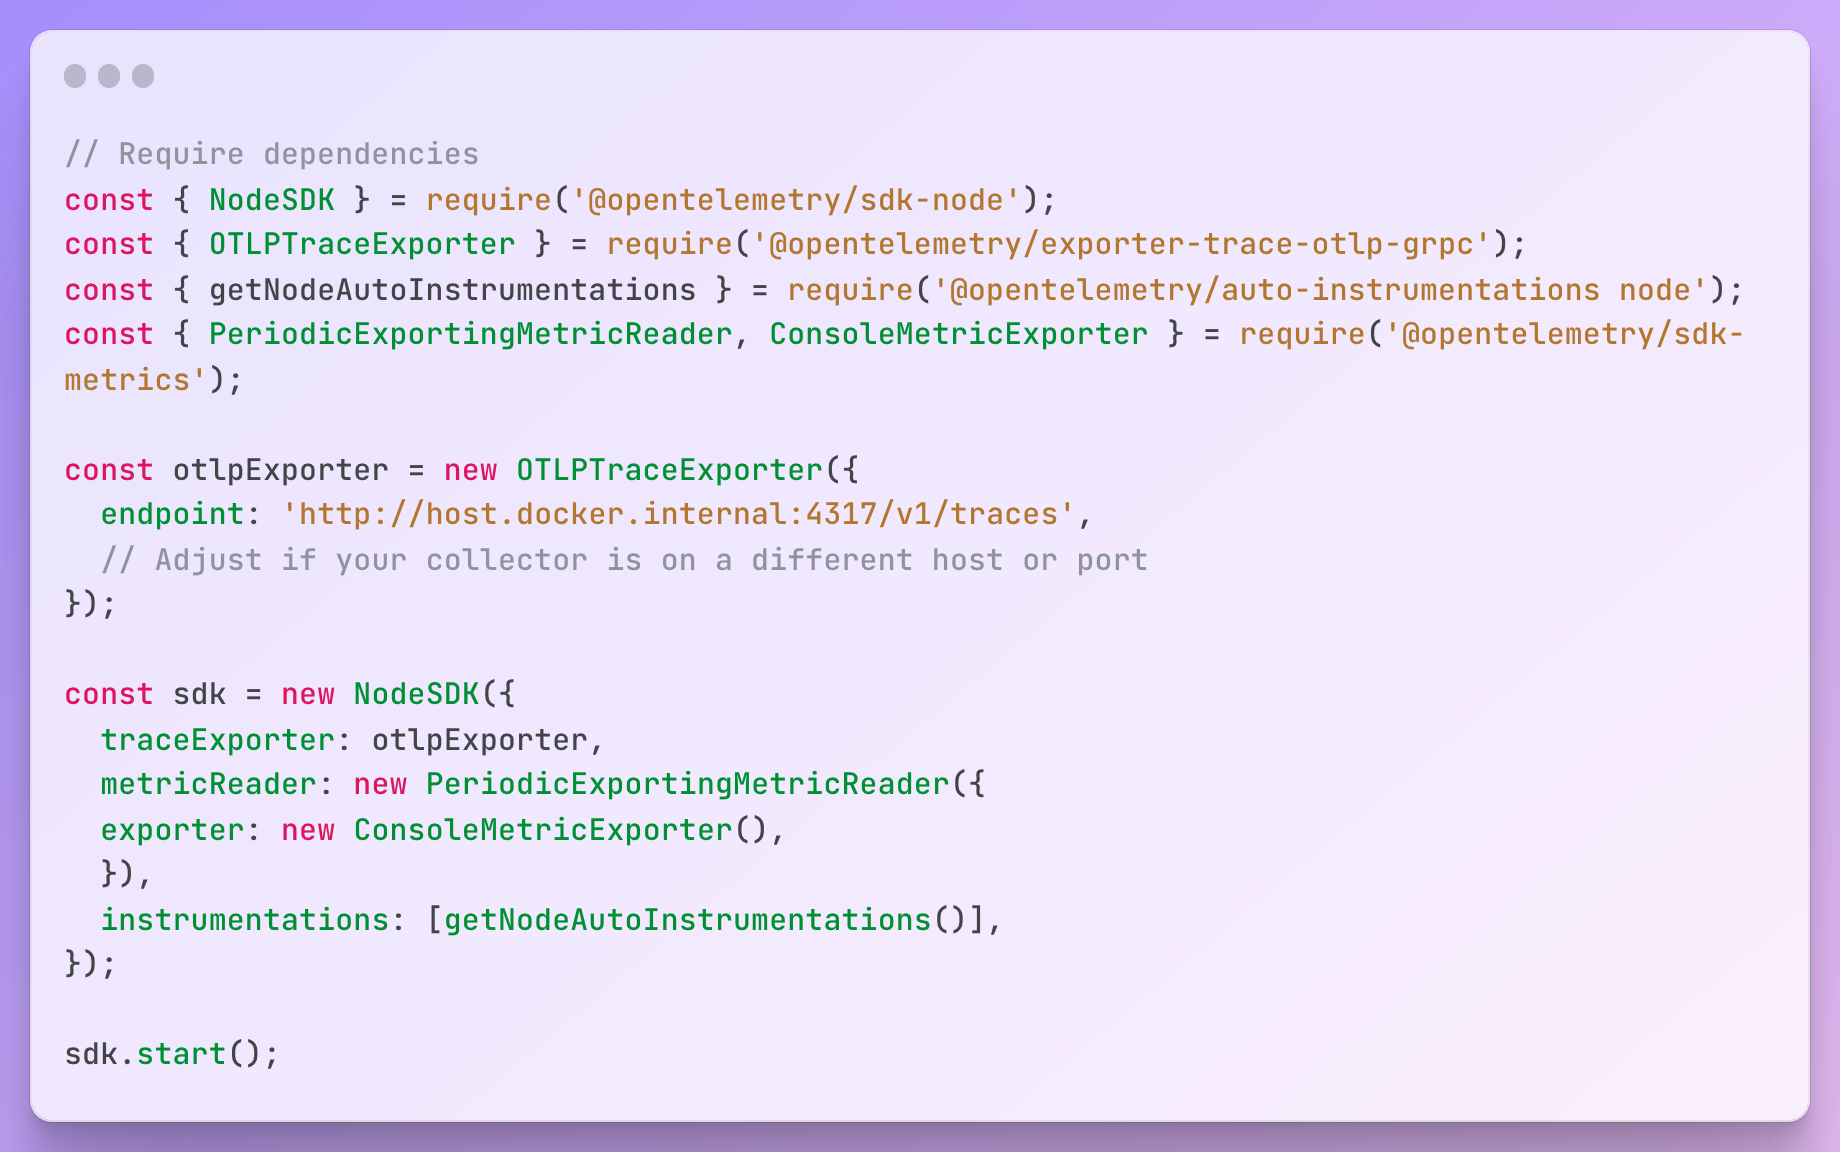 // Require dependencies
const { NodeSDK } = require('@opentelemetry/sdk-node');
const { OTLPTraceExporter } = require('@opentelemetry/exporter-trace-otlp-grpc');
const { getNodeAutoInstrumentations } = require('@opentelemetry/auto-instrumentations node');
const { PeriodicExportingMetricReader, ConsoleMetricExporter } = require('@opentelemetry/sdk-
metrics');

const otlpExporter = new OTLPTraceExporter({
  endpoint: 'http://host.docker.internal:4317/v1/traces',
  // Adjust if your collector is on a different host or port
});

const sdk = new NodeSDK({
  traceExporter: otlpExporter,
  metricReader: new PeriodicExportingMetricReader({
  exporter: new ConsoleMetricExporter(),
  }),
  instrumentations: [getNodeAutoInstrumentations()],
});

sdk.start();